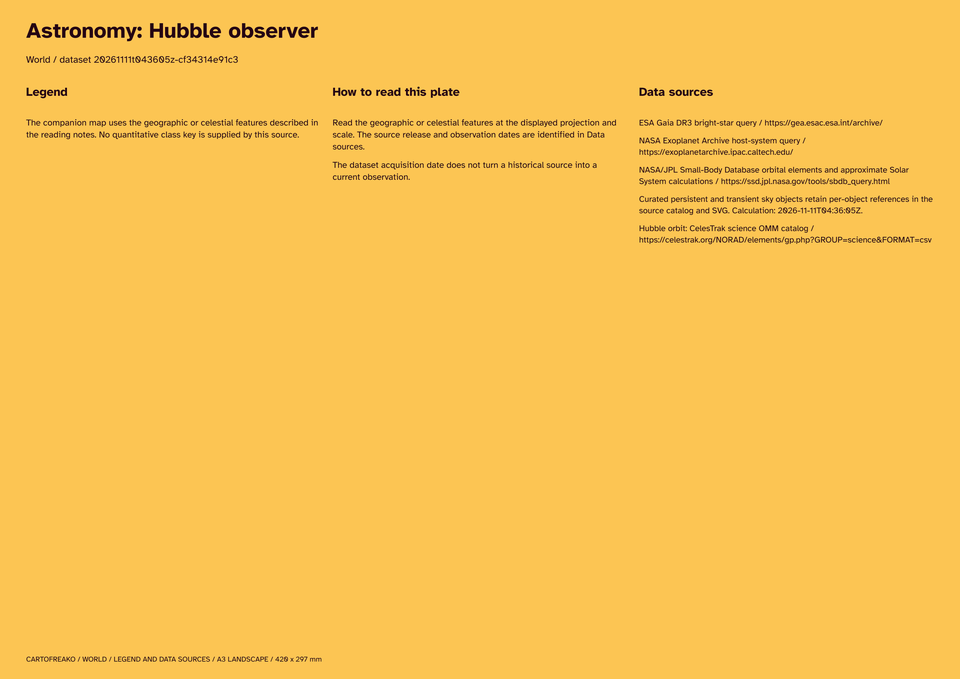 Astronomy: Hubble observer
World / dataset 20261111t043605z-cf34314e91c3
Legend
The companion map uses the geographic or celestial features described in
the reading notes. No quantitative class key is supplied by this source.
How to read this plate
Read the geographic or celestial features at the displayed projection and
scale. The source release and observation dates are identified in Data
sources.
The dataset acquisition date does not turn a historical source into a
current observation.
Data sources
ESA Gaia DR3 bright-star query / https://gea.esac.esa.int/archive/
NASA Exoplanet Archive host-system query /
https://exoplanetarchive.ipac.caltech.edu/
NASA/JPL Small-Body Database orbital elements and approximate Solar
System calculations / https://ssd.jpl.nasa.gov/tools/sbdb_query.html
Curated persistent and transient sky objects retain per-object references in the
source catalog and SVG. Calculation: 2026-11-11T04:36:05Z.
Hubble orbit: CelesTrak science OMM catalog /
https://celestrak.org/NORAD/elements/gp.php?GROUP=science&FORMAT=csv
CARTOFREAKO / WORLD / LEGEND AND DATA SOURCES / A3 LANDSCAPE / 420 x 297 mm